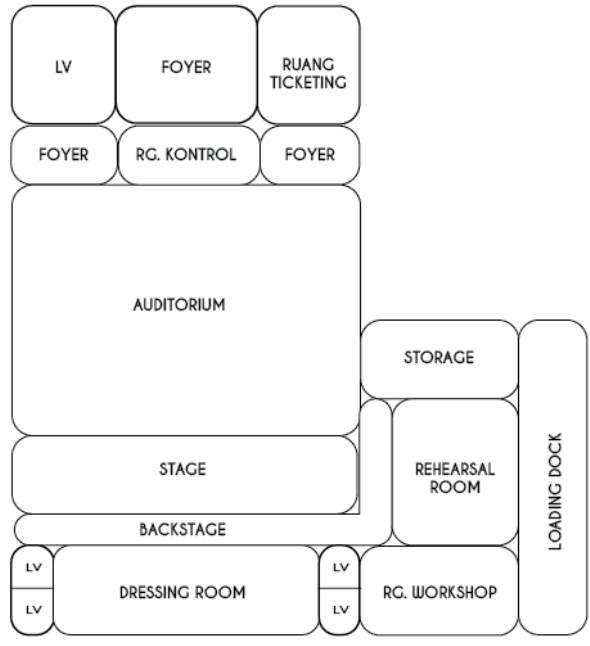 LV
FOYER
RUANG
TICKETING
FOYER
RG. KONTROL
FOYER
AUDITORIUM
STORAGE
STAGE
REHEARSAL
ROOM
LOADING DOCK
BACKSTAGE
LV
LV
DRESSING ROOM
LV
LV
RG. WORKSHOP